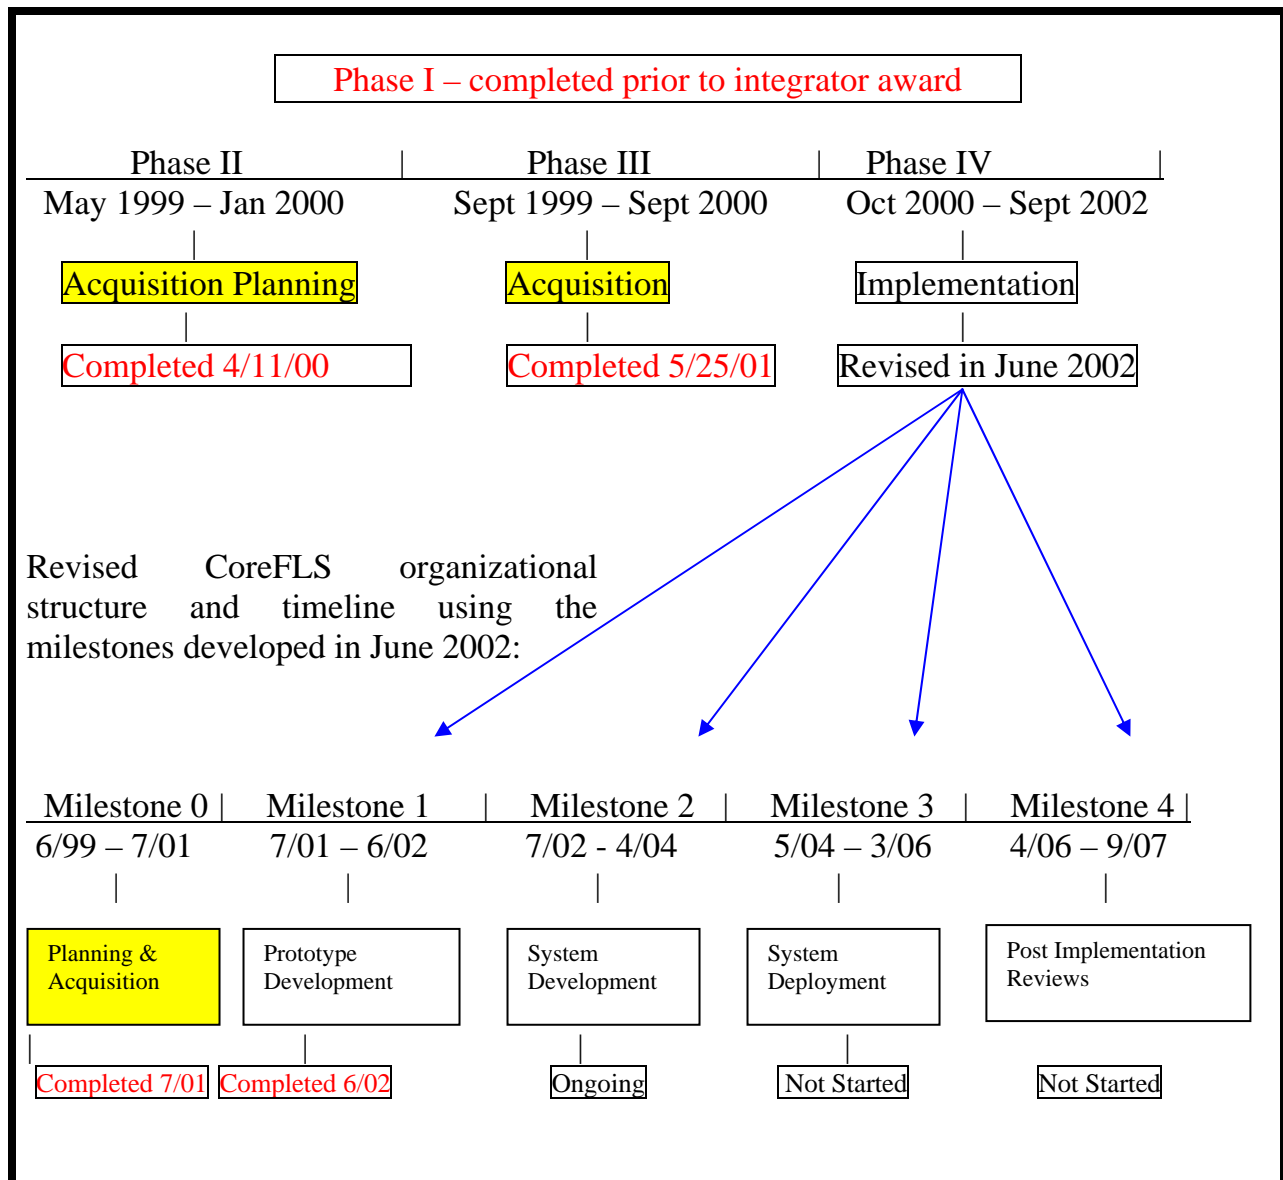 Phase I – completed prior to integrator award
Phase II | Phase III | Phase IV |
May 1999 – Jan 2000 Sept 1999 – Sept 2000 Oct 2000 – Sept 2002
| | |
Acquisition Planning Acquisition Implementation
| | |
Completed 4/11/00 Completed 5/25/01 Revised in June 2002
Revised CoreFLS organizational
structure and timeline using the
milestones developed in June 2002:
Milestone 0 | Milestone 1 | Milestone 2 | Milestone 3 | Milestone 4 |
6/99 – 7/01 7/01 – 6/02 7/02 - 4/04 5/04 – 3/06 4/06 – 9/07
| | | | |
Planning & Prototype System System Post Implementation
Acquisition Development Development Deployment Reviews
| | | |
Completed 7/01 Completed 6/02 Ongoing Not Started Not Started